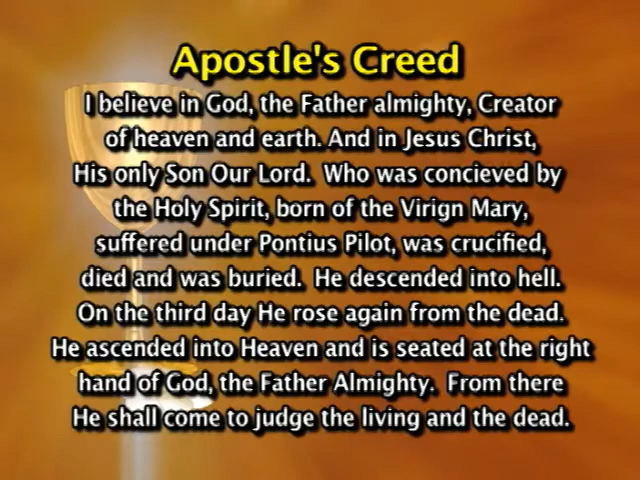 Apostle's Creed
I believe in God, the Father almighty, Creator
of heaven and earth. And in Jesus Christ,
His only Son Our Lord.  Who was concieved by
the Holy Spirit, born of the Virign Mary,
suffered under Pontius Pilot, was crucified,
died and was buried.  He descended into hell.
On the third day He rose again from the dead.
He ascended into Heaven and is seated at the right
hand of God, the Father Almighty.  From there
He shall come to judge the living and the dead.